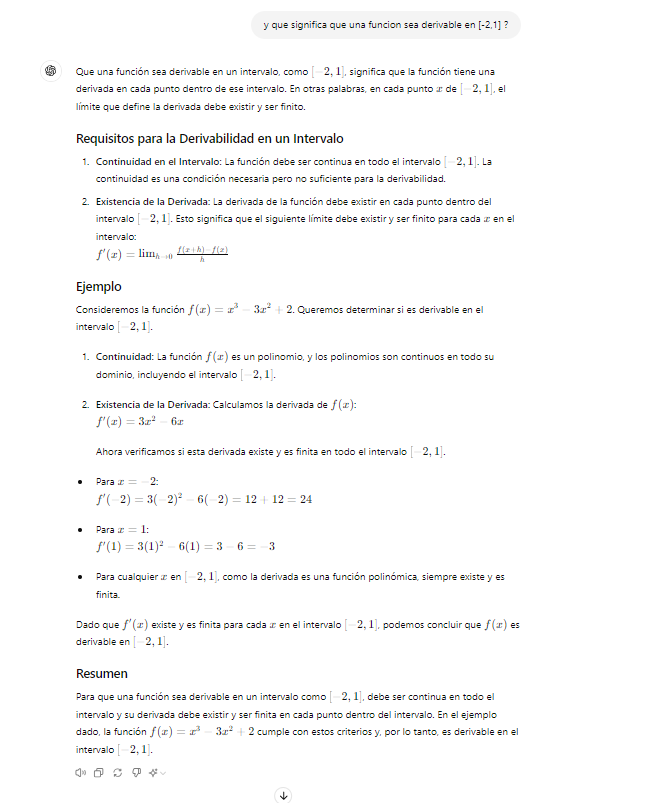 y que significa que una funcion sea derivable en [-2,1] ?
Que una función sea derivable en un intervalo, como [−2, 1], significa que la función tiene una
derivada en cada punto dentro de ese intervalo. En otras palabras, en cada punto x de [−2, 1], el
límite que define la derivada debe existir y ser finito.
Requisitos para la Derivabilidad en un Intervalo
1. Continuidad en el Intervalo: La función debe ser continua en todo el intervalo [−2, 1]. La
continuidad es una condición necesaria pero no suficiente para la derivabilidad.
2. Existencia de la Derivada: La derivada de la función debe existir en cada punto dentro del
intervalo [−2, 1]. Esto significa que el siguiente límite debe existir y ser finito para cada x en el
intervalo:
f′(x) = lim h→0 (f(x+h)−f(x))/h
Ejemplo
Consideremos la función f(x) = x³ − 3x² + 2. Queremos determinar si es derivable en el
intervalo [−2, 1].
1. Continuidad: La función f(x) es un polinomio, y los polinomios son continuos en todo su
dominio, incluyendo el intervalo [−2, 1].
2. Existencia de la Derivada: Calculamos la derivada de f(x):
f′(x) = 3x² − 6x
Ahora verificamos si esta derivada existe y es finita en todo el intervalo [−2, 1].
• Para x = −2:
f′(−2) = 3(−2)² − 6(−2) = 12 + 12 = 24
• Para x = 1:
f′(1) = 3(1)² − 6(1) = 3 − 6 = −3
• Para cualquier x en [−2, 1], como la derivada es una función polinómica, siempre existe y es
finita.
Dado que f′(x) existe y es finita para cada x en el intervalo [−2, 1], podemos concluir que f(x) es
derivable en [−2, 1].
Resumen
Para que una función sea derivable en un intervalo como [−2, 1], debe ser continua en todo el
intervalo y su derivada debe existir y ser finita en cada punto dentro del intervalo. En el ejemplo
dado, la función f(x) = x³ − 3x² + 2 cumple con estos criterios y, por lo tanto, es derivable en el
intervalo [−2, 1].